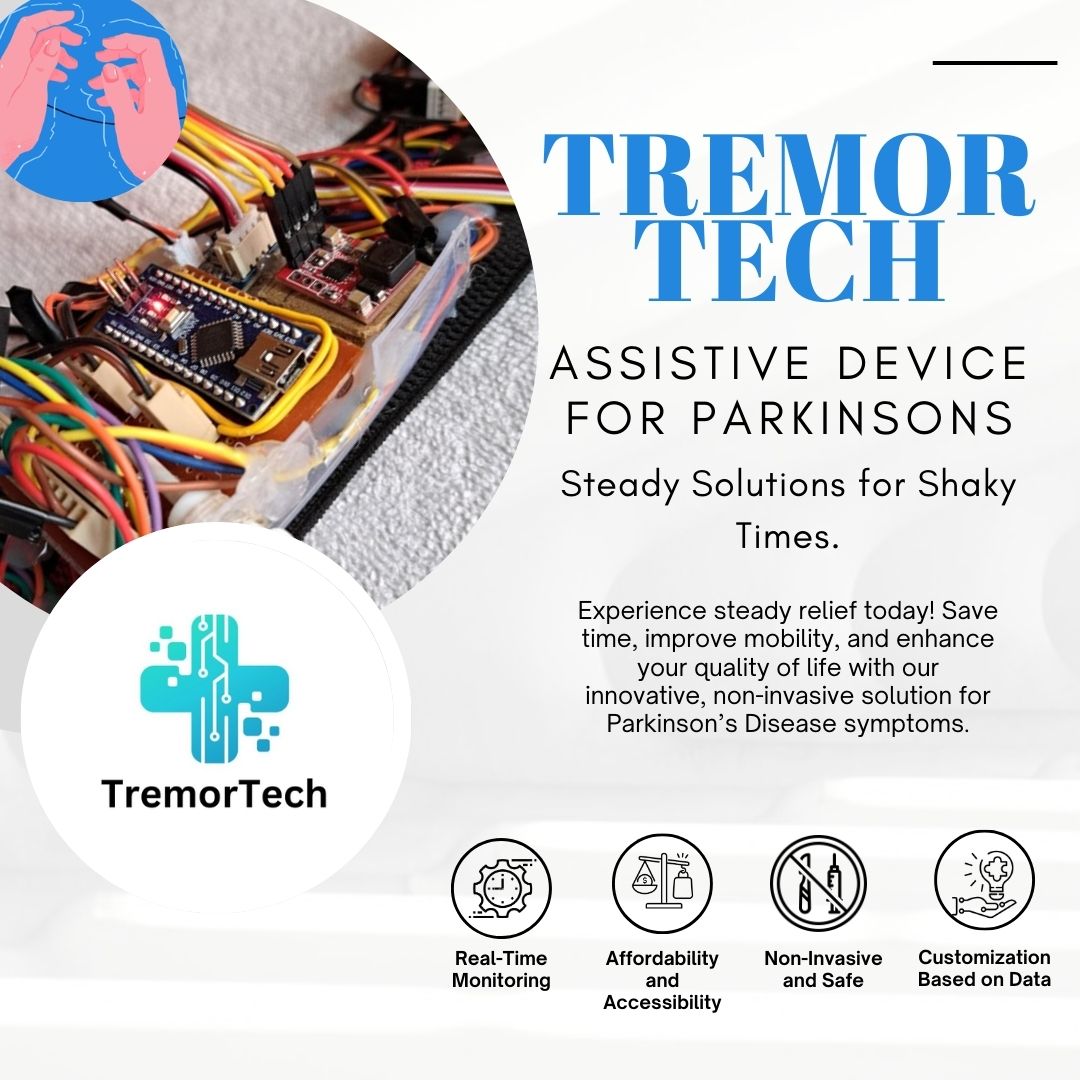 TREMOR
TECH
ASSISTIVE DEVICE
FOR PARKINSONS
Steady Solutions for Shaky
Times.
Experience steady relief today! Save
time, improve mobility, and enhance
your quality of life with our
innovative, non-invasive solution for
Parkinson’s Disease symptoms.
TremorTech
Real-Time
Monitoring
Affordability
and
Accessibility
Non-Invasive
and Safe
Customization
Based on Data